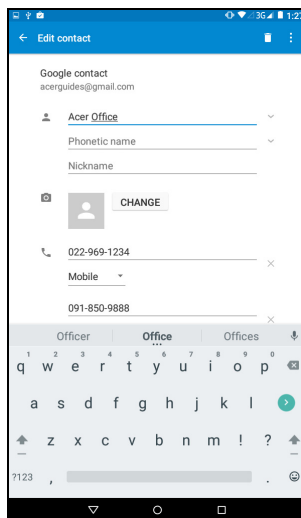 3G 1:27
Edit contact
Google contact
acerguides@gmail.com
Acer Office
Phonetic name
Nickname
CHANGE
022-969-1234
Mobile
091-850-9888
Officer Office Offices
1 2 3 4 5 6 7 8 9 0
q w e r t y u i o p
a s d f g h j k l
z x c v b n m ! ?
?123 , .